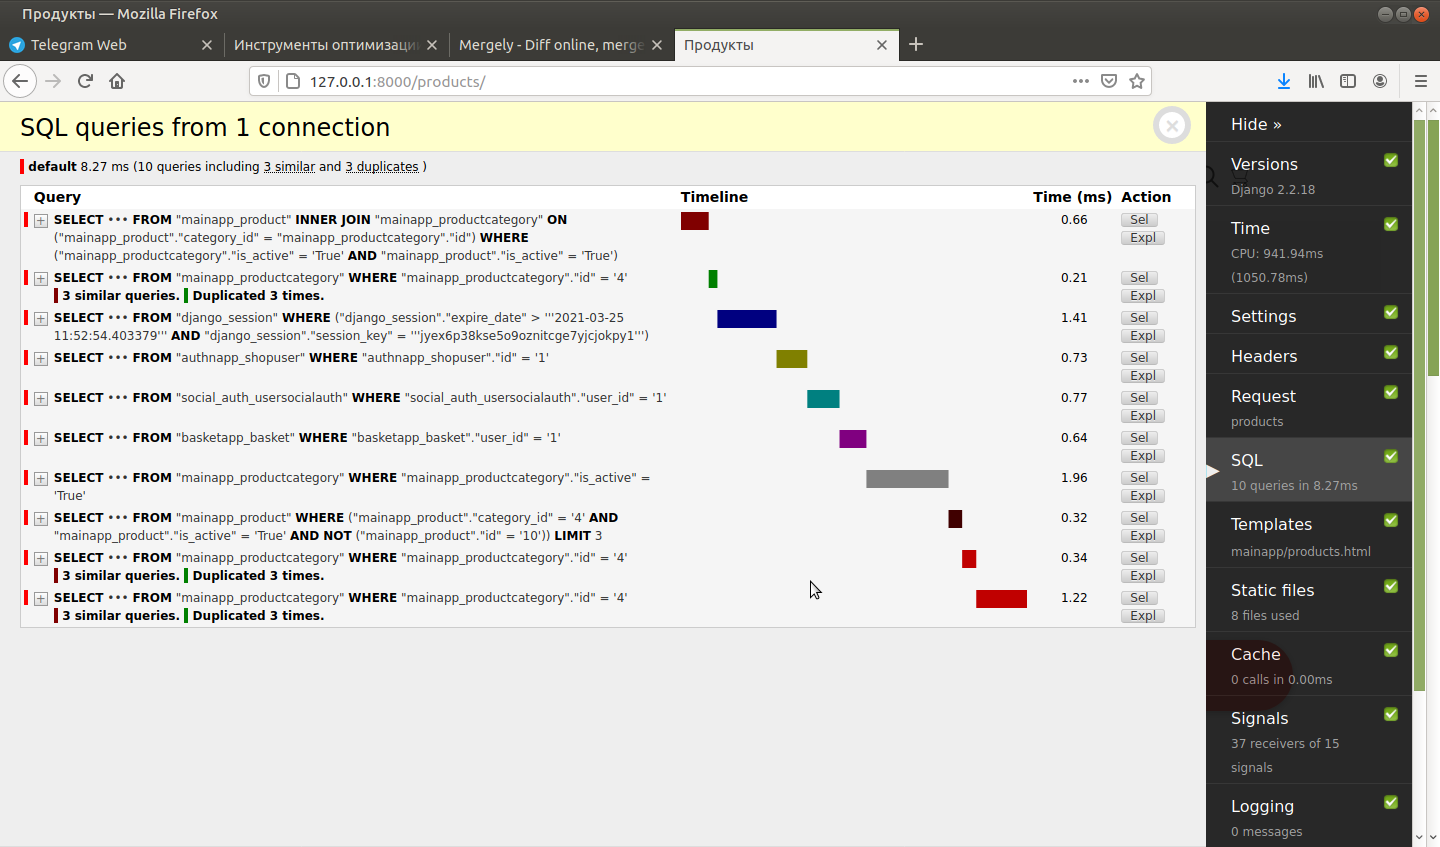 Продукты — Mozilla Firefox
Telegram Web
Инструменты оптимизации
Mergely - Diff online, merge
Продукты
127.0.0.1:8000/products/
SQL queries from 1 connection
default 8.27 ms (10 queries including 3 similar and 3 duplicates )
Query Timeline Time (ms) Action
SELECT ••• FROM "mainapp_product" INNER JOIN "mainapp_productcategory" ON 0.66 Sel
("mainapp_product"."category_id" = "mainapp_productcategory"."id") WHERE Expl
("mainapp_productcategory"."is_active" = 'True' AND "mainapp_product"."is_active" = 'True')
SELECT ••• FROM "mainapp_productcategory" WHERE "mainapp_productcategory"."id" = '4' 0.21 Sel
3 similar queries. Duplicated 3 times. Expl
SELECT ••• FROM "django_session" WHERE ("django_session"."expire_date" > '''2021-03-25 1.41 Sel
11:52:54.403379''' AND "django_session"."session_key" = '''jyex6p38kse5o9oznitcge7yjcjokpy1''') Expl
SELECT ••• FROM "authnapp_shopuser" WHERE "authnapp_shopuser"."id" = '1' 0.73 Sel
Expl
SELECT ••• FROM "social_auth_usersocialauth" WHERE "social_auth_usersocialauth"."user_id" = '1' 0.77 Sel
Expl
SELECT ••• FROM "basketapp_basket" WHERE "basketapp_basket"."user_id" = '1' 0.64 Sel
Expl
SELECT ••• FROM "mainapp_productcategory" WHERE "mainapp_productcategory"."is_active" = 1.96 Sel
'True' Expl
SELECT ••• FROM "mainapp_product" WHERE ("mainapp_product"."category_id" = '4' AND 0.32 Sel
"mainapp_product"."is_active" = 'True' AND NOT ("mainapp_product"."id" = '10')) LIMIT 3 Expl
SELECT ••• FROM "mainapp_productcategory" WHERE "mainapp_productcategory"."id" = '4' 0.34 Sel
3 similar queries. Duplicated 3 times. Expl
SELECT ••• FROM "mainapp_productcategory" WHERE "mainapp_productcategory"."id" = '4' 1.22 Sel
3 similar queries. Duplicated 3 times. Expl
Hide »
Versions
Django 2.2.18
Time
CPU: 941.94ms
(1050.78ms)
Settings
Headers
Request
products
SQL
10 queries in 8.27ms
Templates
mainapp/products.html
Static files
8 files used
Cache
0 calls in 0.00ms
Signals
37 receivers of 15
signals
Logging
0 messages